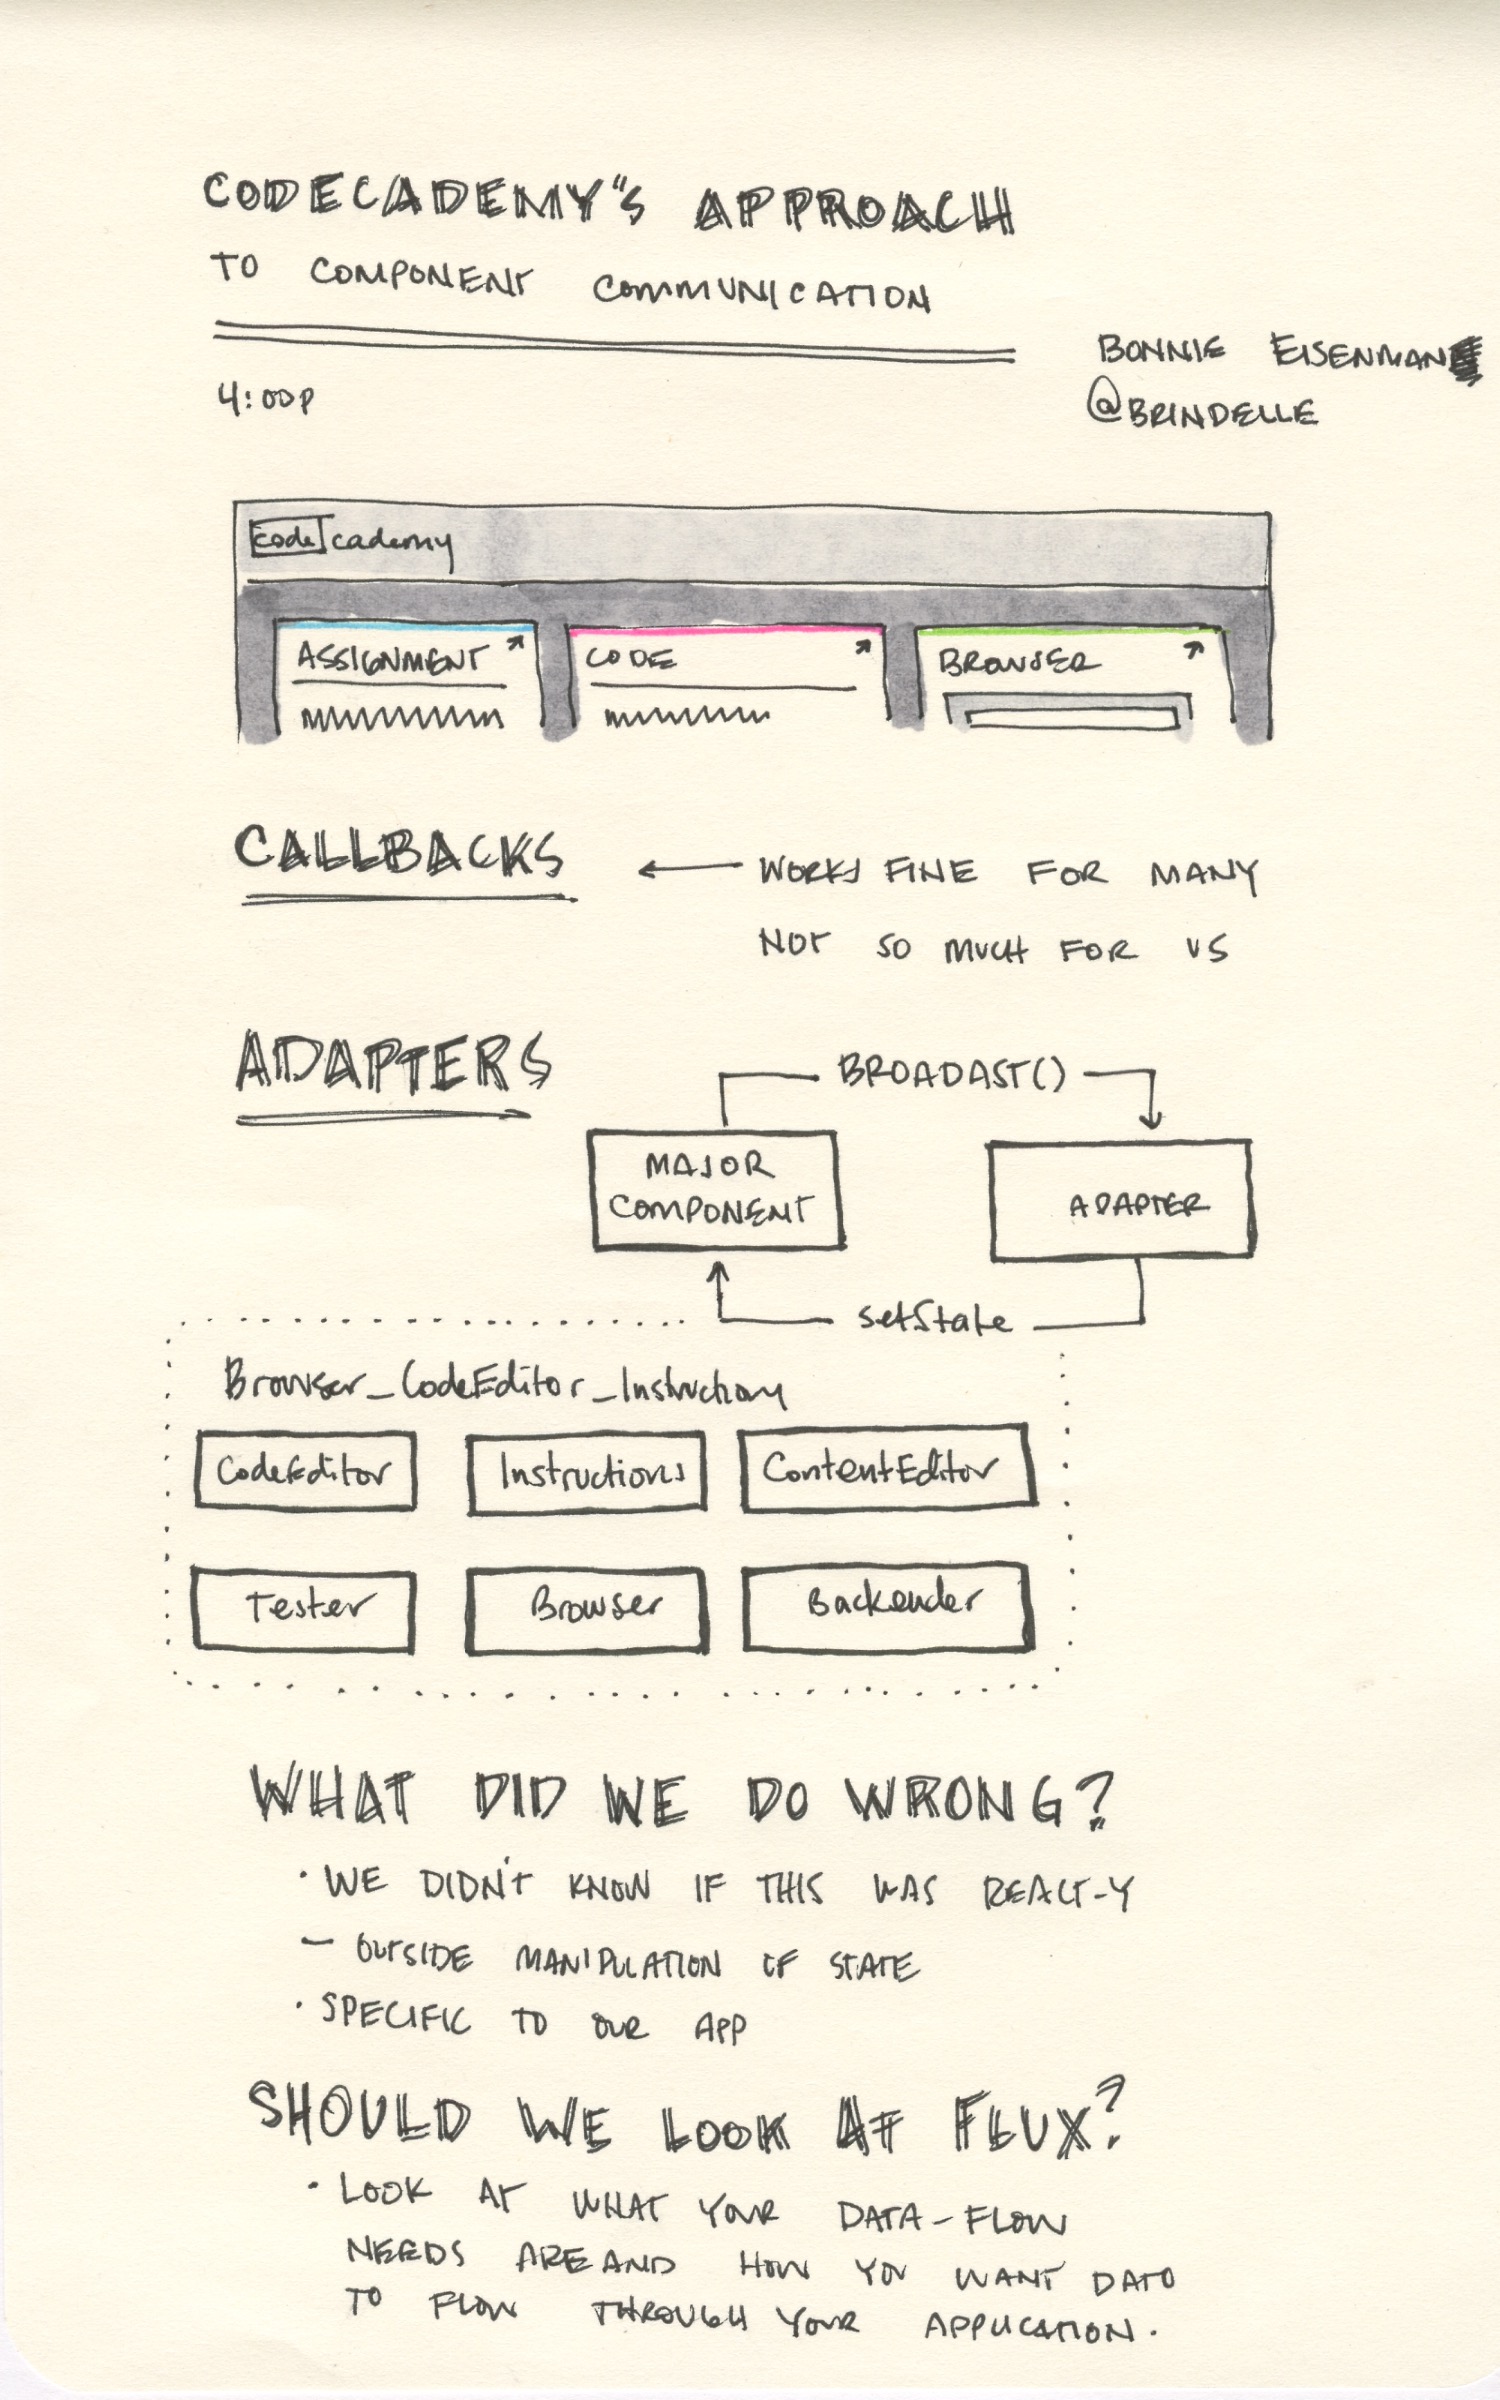 CODECADEMY'S APPROACH
TO COMPONENT COMMUNICATION
BONNIE EISENMAN
4:00P
@BRINDELLE
codecademy
ASSIGNMENT
CODE
BROWSER
CALLBACKS
WORKS FINE FOR MANY
NOT SO MUCH FOR US
ADAPTERS
BROADAST()
MAJOR
COMPONENT
ADAPTER
setState
Browser_CodeEditor_Instructions
CodeEditor
Instructions
ContentEditor
Tester
Browser
Backender
WHAT DID WE DO WRONG?
· WE DIDN'T KNOW IF THIS WAS REACT-Y
— OUTSIDE MANIPULATION OF STATE
· SPECIFIC TO OUR APP
SHOULD WE LOOK AT FLUX?
· LOOK AT WHAT YOUR DATA-FLOW
NEEDS ARE AND HOW YOU WANT DATA
TO FLOW THROUGH YOUR APPLICATION.